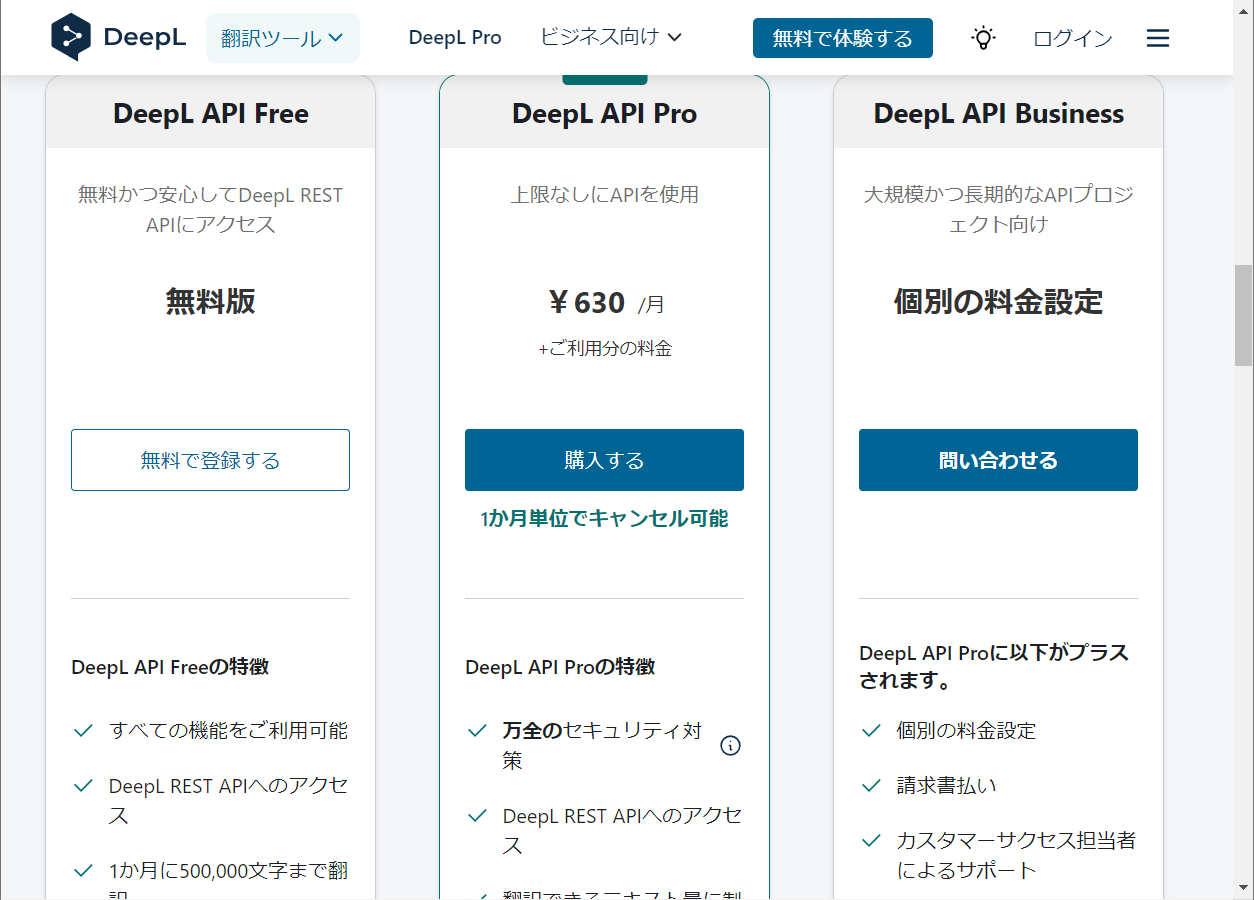 DeepL
翻訳ツール
DeepL Pro
ビジネス向け
無料で体験する
ログイン
DeepL API Free
無料かつ安心してDeepL REST
APIにアクセス
無料版
無料で登録する
DeepL API Freeの特徴
すべての機能をご利用可能
DeepL REST APIへのアクセ
ス
1か月に500,000文字まで翻
訳
DeepL API Pro
上限なしにAPIを使用
￥630 /月
+ご利用分の料金
購入する
1か月単位でキャンセル可能
DeepL API Proの特徴
万全のセキュリティ対
策
DeepL REST APIへのアクセ
ス
翻訳できるテキスト量に制
DeepL API Business
大規模かつ長期的なAPIプロジ
ェクト向け
個別の料金設定
問い合わせる
DeepL API Proに以下がプラス
されます。
個別の料金設定
請求書払い
カスタマーサクセス担当者
によるサポート